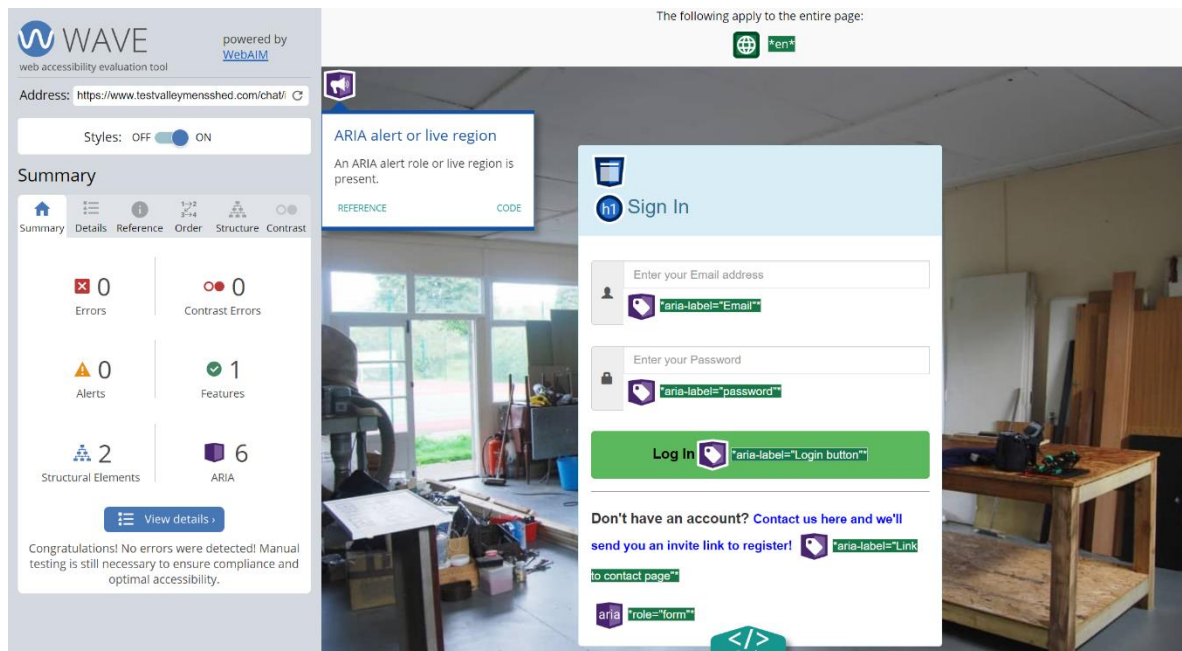 WAVE
web accessibility evaluation tool
powered by
WebAIM
Address: https://www.testvalleymensshed.com/chat/i
Styles: OFF ON
Summary
Summary Details Reference Order Structure Contrast
0
Errors
0
Contrast Errors
0
Alerts
1
Features
2
Structural Elements
6
ARIA
View details ›
Congratulations! No errors were detected! Manual
testing is still necessary to ensure compliance and
optimal accessibility.
The following apply to the entire page:
*en*
ARIA alert or live region
An ARIA alert role or live region is
present.
REFERENCE CODE
h1 Sign In
Enter your Email address
*aria-label="Email"*
Enter your Password
*aria-label="password"*
Log In *aria-label="Login button"*
Don't have an account? Contact us here and we'll
send you an invite link to register! *aria-label="Link
to contact page"*
aria *role="form"*
</>